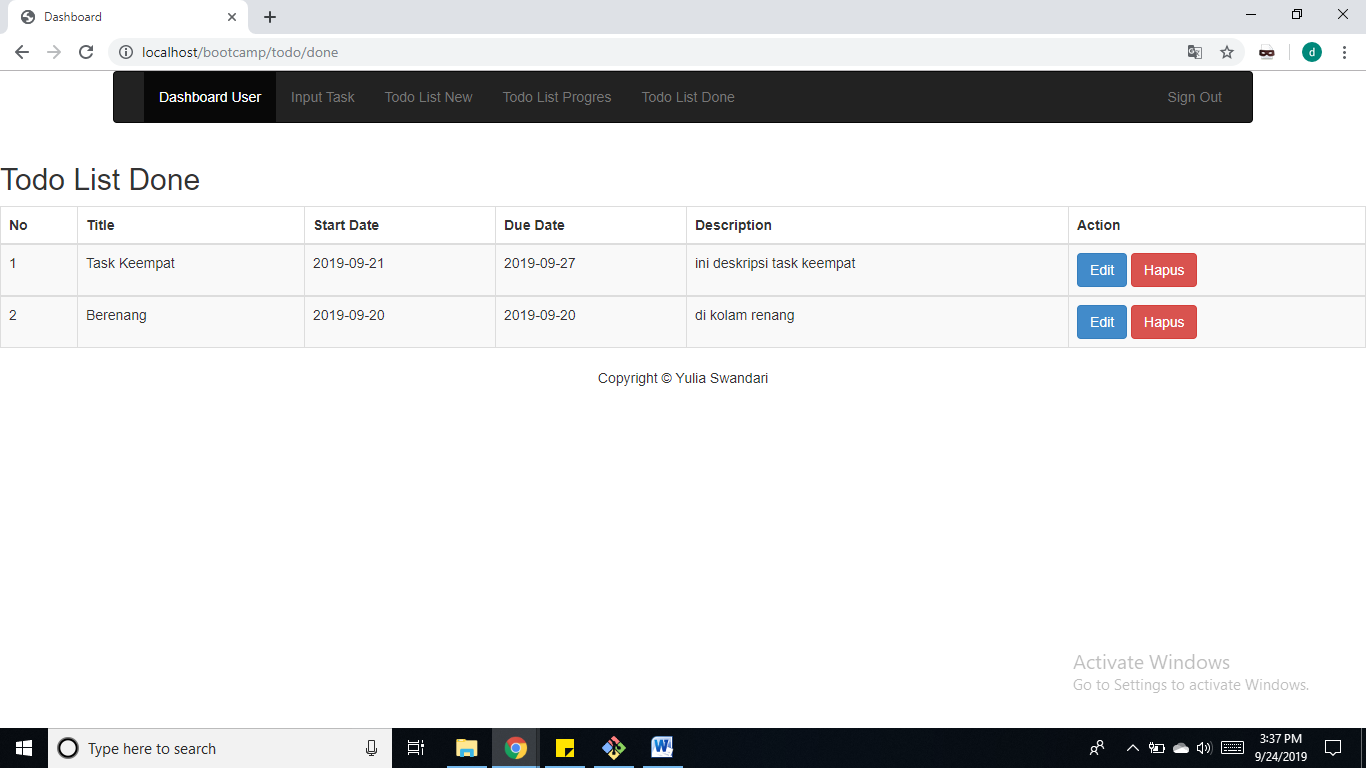 Dashboard
localhost/bootcamp/todo/done
d
Dashboard User Input Task Todo List New Todo List Progres Todo List Done Sign Out
Todo List Done
No Title Start Date Due Date Description Action
1 Task Keempat 2019-09-21 2019-09-27 ini deskripsi task keempat Edit Hapus
2 Berenang 2019-09-20 2019-09-20 di kolam renang Edit Hapus
Copyright © Yulia Swandari
Activate Windows
Go to Settings to activate Windows.
Type here to search
3:37 PM
9/24/2019